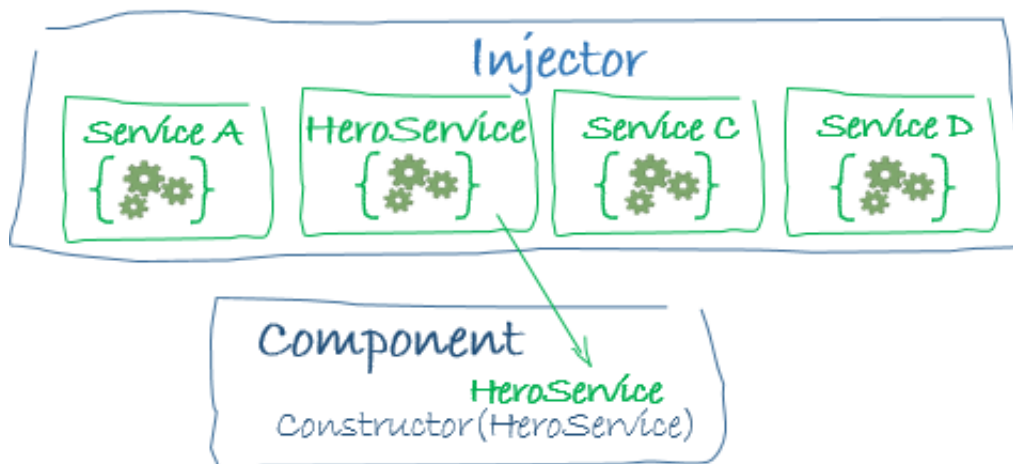 Injector
Service A
HeroService
Service C
Service D
Component
HeroService
Constructor(HeroService)